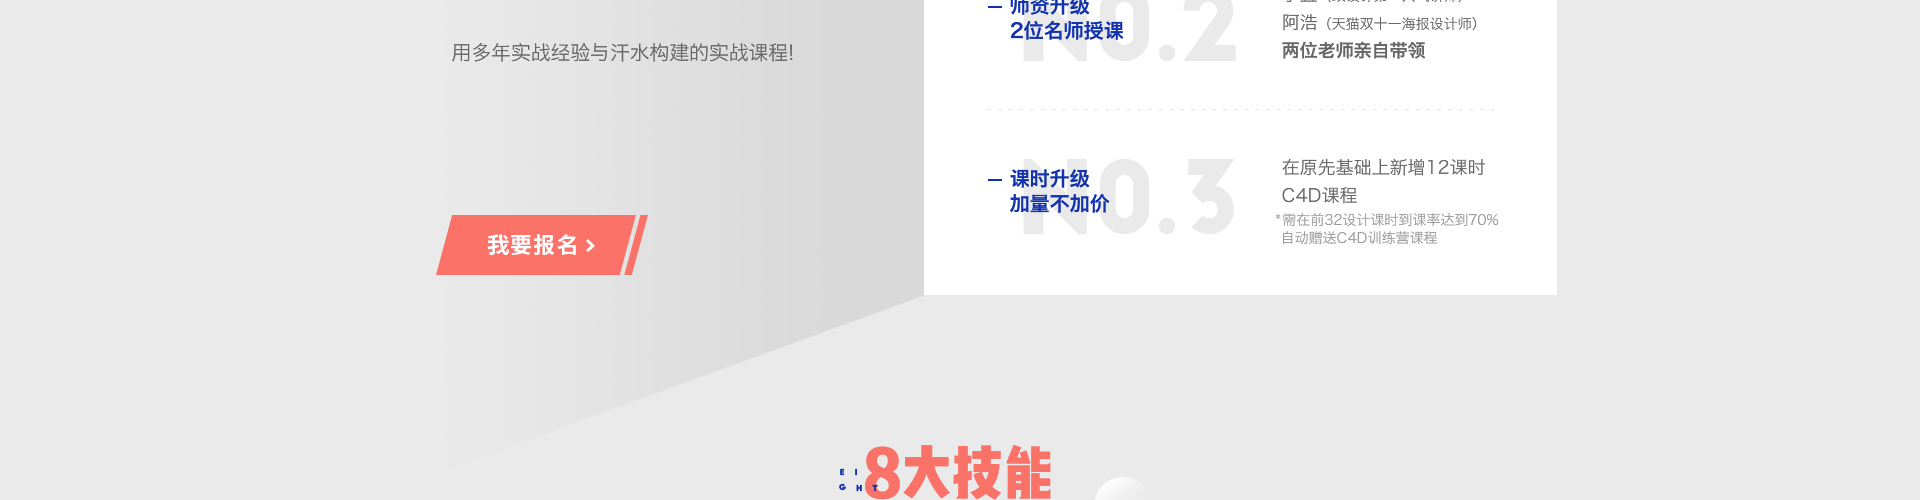 用多年实战经验与汗水构建的实战课程!
我要报名 >
NO.2
师资升级
2位名师授课
阿浩（天猫双十一海报设计师）
两位老师亲自带领
NO.3
课时升级
加量不加价
在原先基础上新增12课时
C4D课程
*需在前32设计课时到课率达到70%
自动赠送C4D训练营课程
EIGHT
8大技能